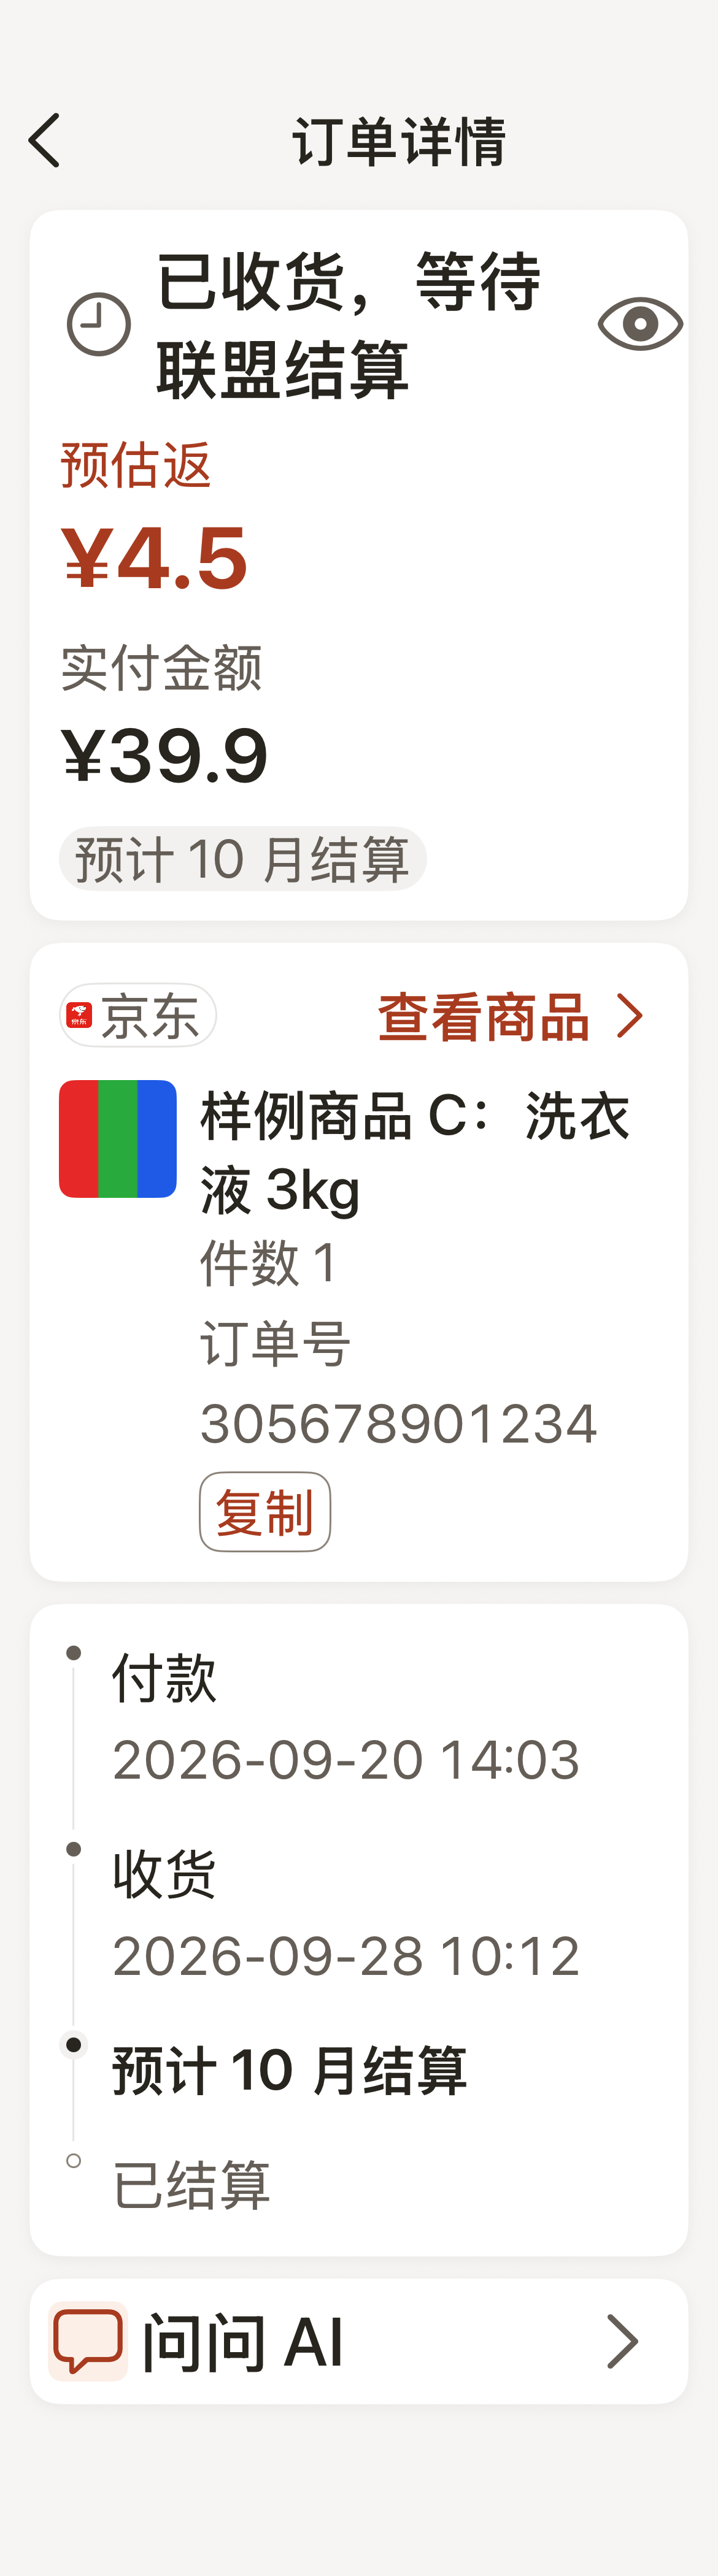 订单详情
已收货，等待
联盟结算
预估返
¥4.5
实付金额
¥39.9
预计 10 月结算
京东
京东
查看商品
样例商品 C：洗衣
液 3kg
件数 1
订单号
305678901234
复制
付款
2026-09-20 14:03
收货
2026-09-28 10:12
预计 10 月结算
已结算
问问 AI